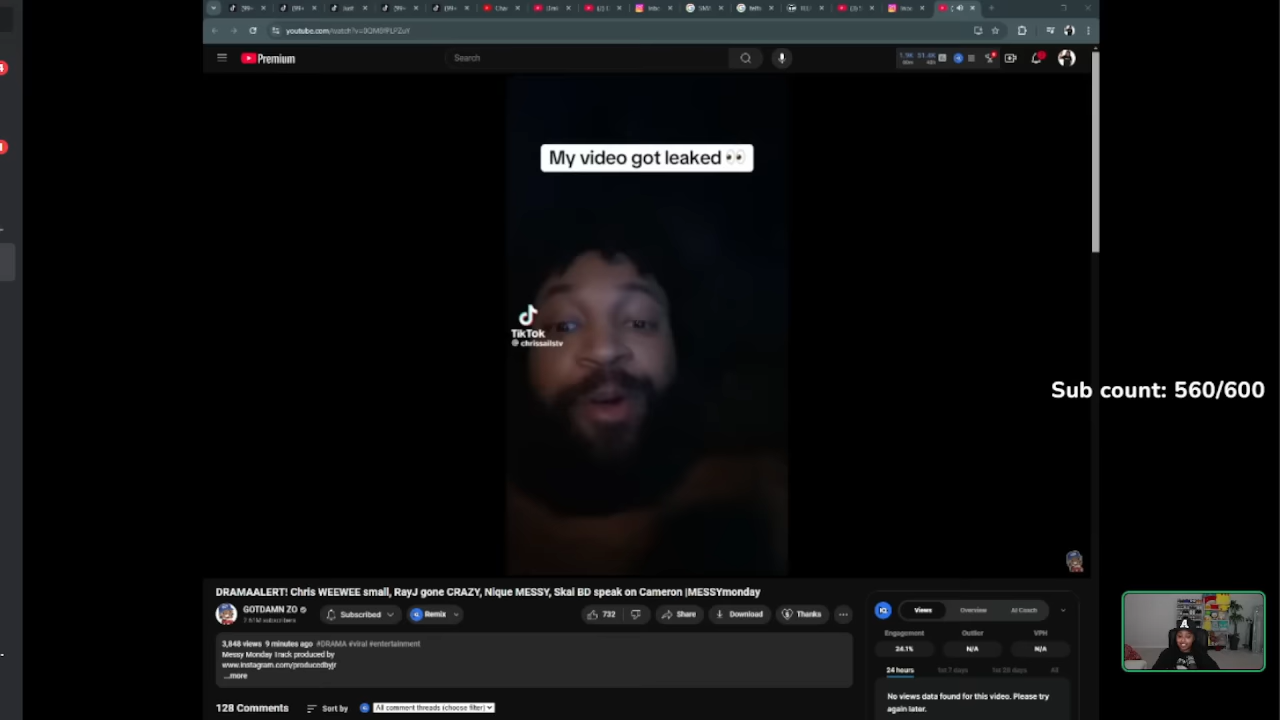 youtube.com/watch?v=
Premium
Search
My video got leaked 👀
TikTok
@ chrissailstv
Sub count: 560/600
DRAMAALERT! Chris WEEWEE small, RayJ gone CRAZY, Nique MESSY, Skai BD speak on Cameron |MESSYmonday
GOTDAMN ZO
Subscribed
Remix
732
Share
Download
Thanks
3,848 views 9 minutes ago #DRAMA #viral #entertainment
Messy Monday Track produced by
www.instagram.com/producedbyjr
...more
128 Comments
Sort by
All comment threads (choose filter)
Views
Overview
AI Coach
Engagement
Outlier
VPH
24.1%
N/A
N/A
24 hours
1st 7 days
1st 28 days
All
No views data found for this video. Please try
again later.